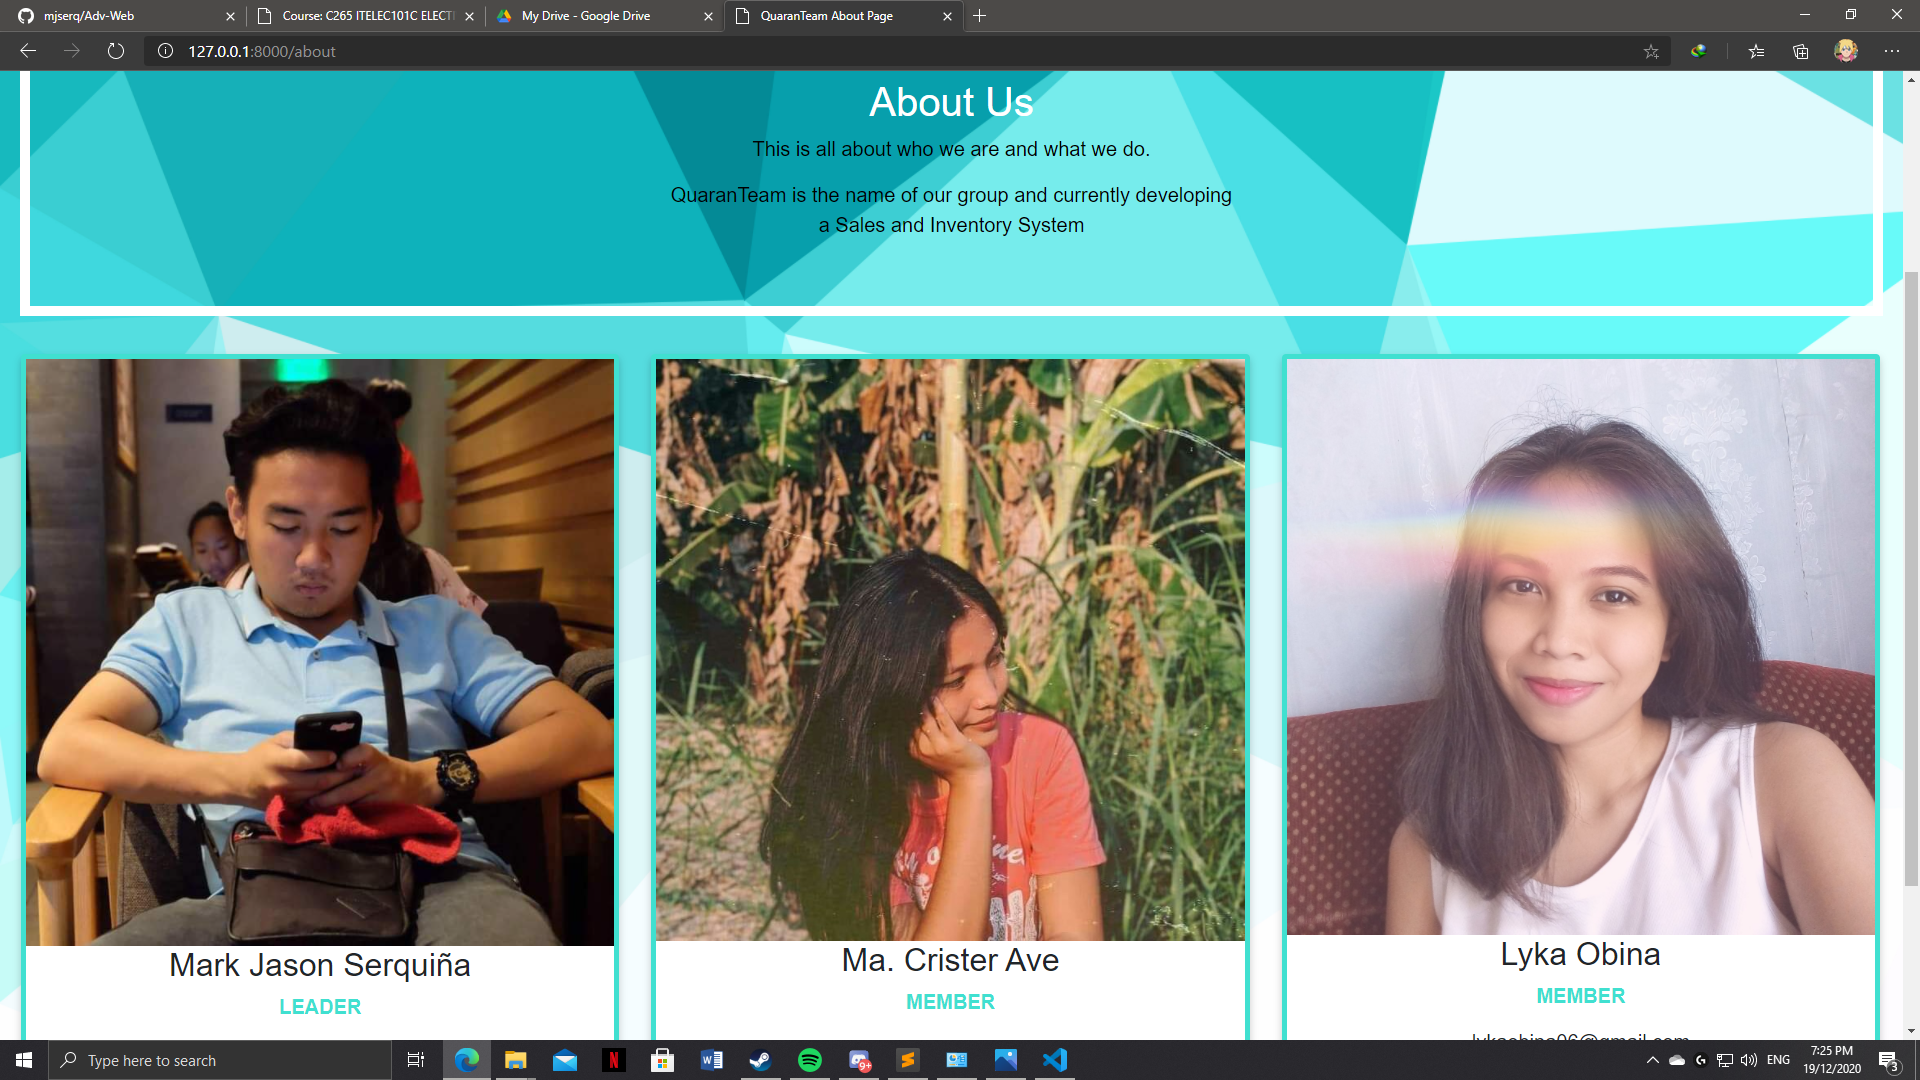 mjserq/Adv-Web
Course: C265 ITELEC101C ELECTI
My Drive - Google Drive
QuaranTeam About Page
127.0.0.1:8000/about
About Us
This is all about who we are and what we do.
QuaranTeam is the name of our group and currently developing
a Sales and Inventory System
Mark Jason Serquiña
LEADER
Ma. Crister Ave
MEMBER
Lyka Obina
MEMBER
Type here to search
9+
ENG
7:25 PM
19/12/2020
3